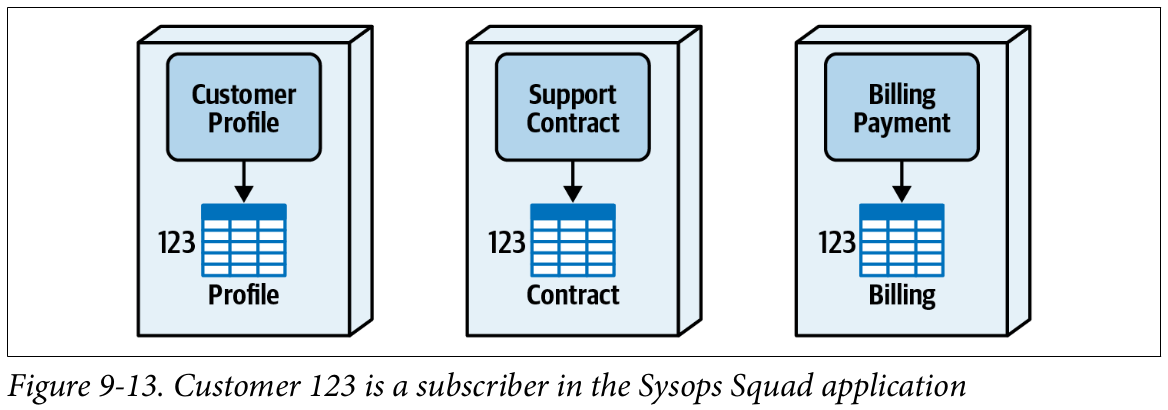 Customer
Profile
123
Profile
Support
Contract
123
Contract
Billing
Payment
123
Billing
Figure 9-13. Customer 123 is a subscriber in the Sysops Squad application